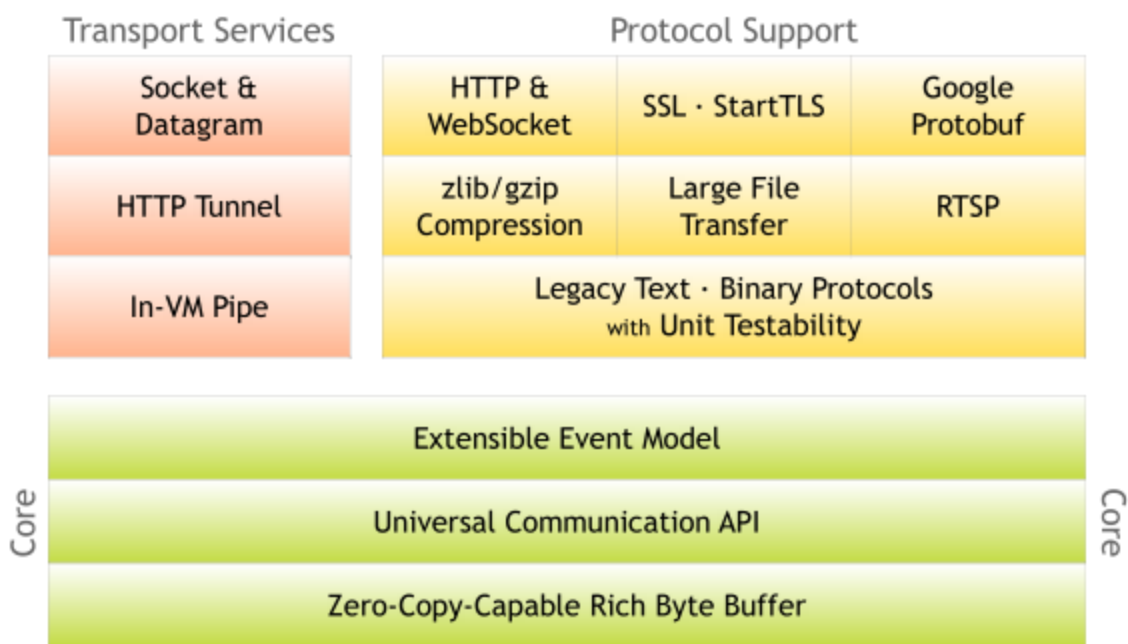 Transport Services
Protocol Support
Socket &
Datagram
HTTP &
WebSocket
SSL · StartTLS
Google
Protobuf
HTTP Tunnel
zlib/gzip
Compression
Large File
Transfer
RTSP
In-VM Pipe
Legacy Text · Binary Protocols
with Unit Testability
Core
Extensible Event Model
Universal Communication API
Zero-Copy-Capable Rich Byte Buffer
Core